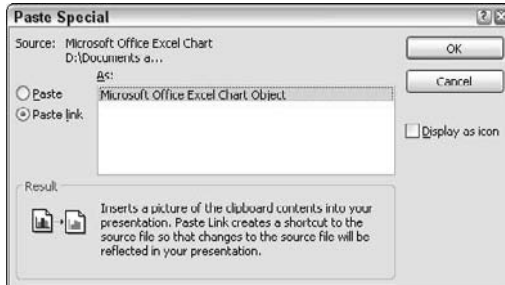 Paste Special
Source: Microsoft Office Excel Chart
D:\Documents a...
OK
As:
Cancel
Paste
Microsoft Office Excel Chart Object
Paste link
Display as icon
Result
Inserts a picture of the clipboard contents into your
presentation. Paste Link creates a shortcut to the
source file so that changes to the source file will be
reflected in your presentation.